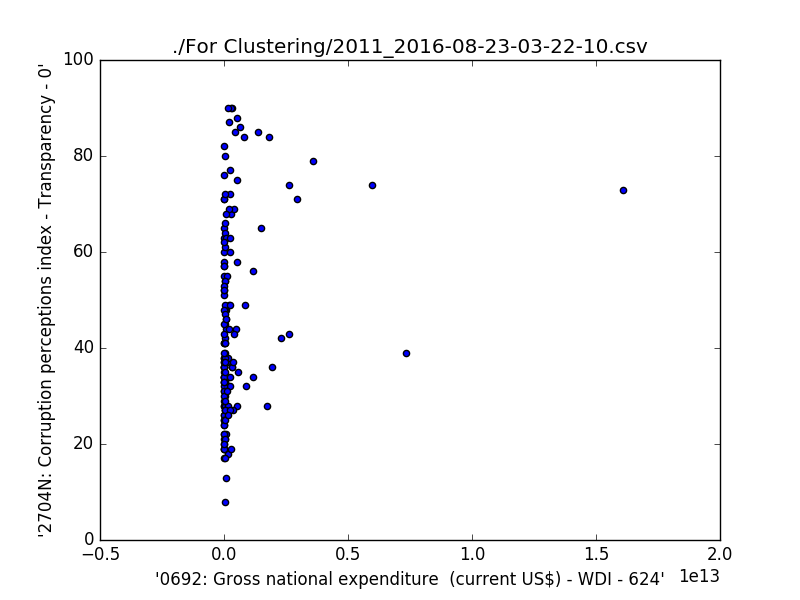 ./For Clustering/2011_2016-08-23-03-22-10.csv
100
80
60
40
20
0
'2704N: Corruption perceptions index - Transparency - 0'
−0.5 0.0 0.5 1.0 1.5 2.0
1e13
'0692: Gross national expenditure  (current US$) - WDI - 624'